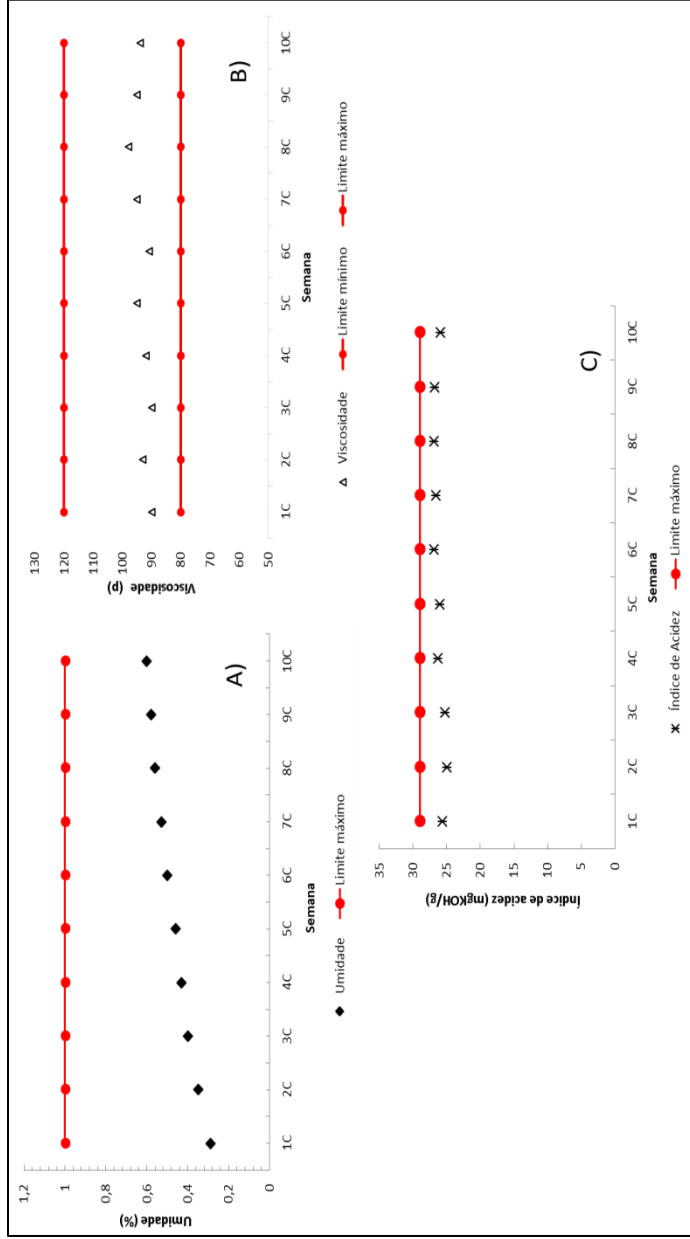 A)
Umidade (%)
1,2
1
0,8
0,6
0,4
0,2
0
1C 2C 3C 4C 5C 6C 7C 8C 9C 10C
Semana
Umidade Limite máximo
B)
Viscosidade (p)
130
120
110
100
90
80
70
60
50
1C 2C 3C 4C 5C 6C 7C 8C 9C 10C
Semana
Viscosidade Limite mínimo Limite máximo
C)
Índice de acidez (mgKOH/g)
35
30
25
20
15
10
5
0
1C 2C 3C 4C 5C 6C 7C 8C 9C 10C
Semana
Índice de Acidez Limite máximo